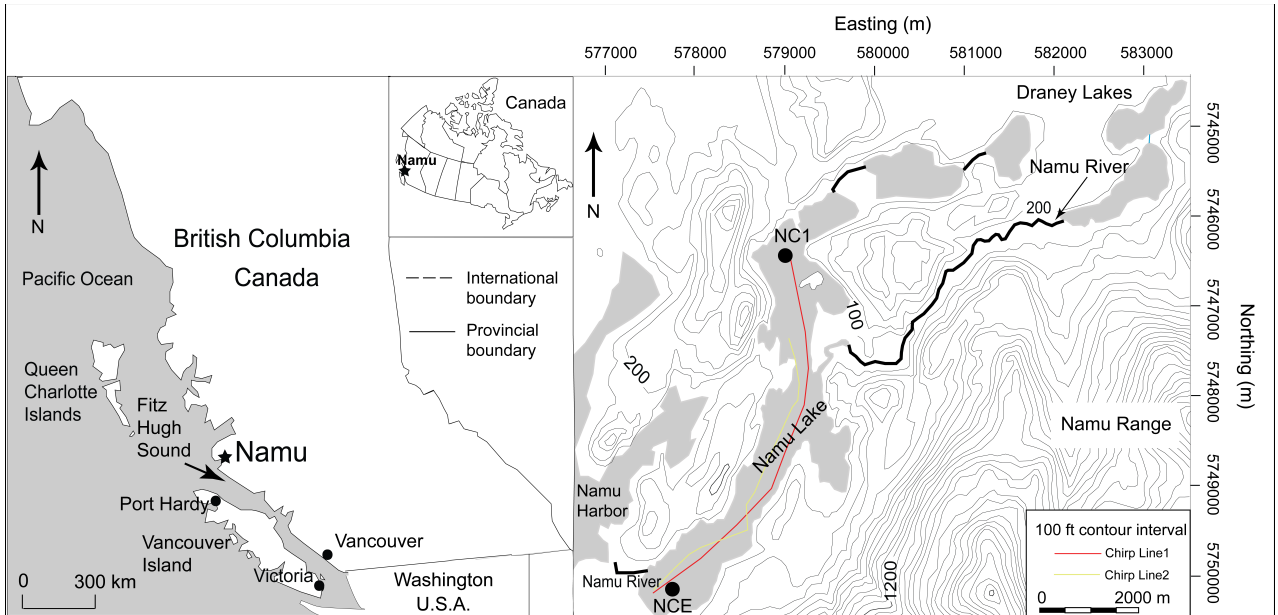 Easting (m)
577000
578000
579000
580000
581000
582000
583000
Canada
Namu
N
British Columbia
Canada
Pacific Ocean
International
boundary
Provincial
boundary
Queen
Charlotte
Islands
Fitz
Hugh
Sound
Namu
Port Hardy
Vancouver
Island
Vancouver
Victoria
0
300 km
Washington
U.S.A.
N
Draney Lakes
Namu River
200
NC1
100
200
Namu Lake
Namu Range
Namu
Harbor
Namu River
NCE
1200
5745000
5746000
5747000
5748000
5749000
5750000
Northing (m)
100 ft contour interval
Chirp Line1
Chirp Line2
0
2000 m